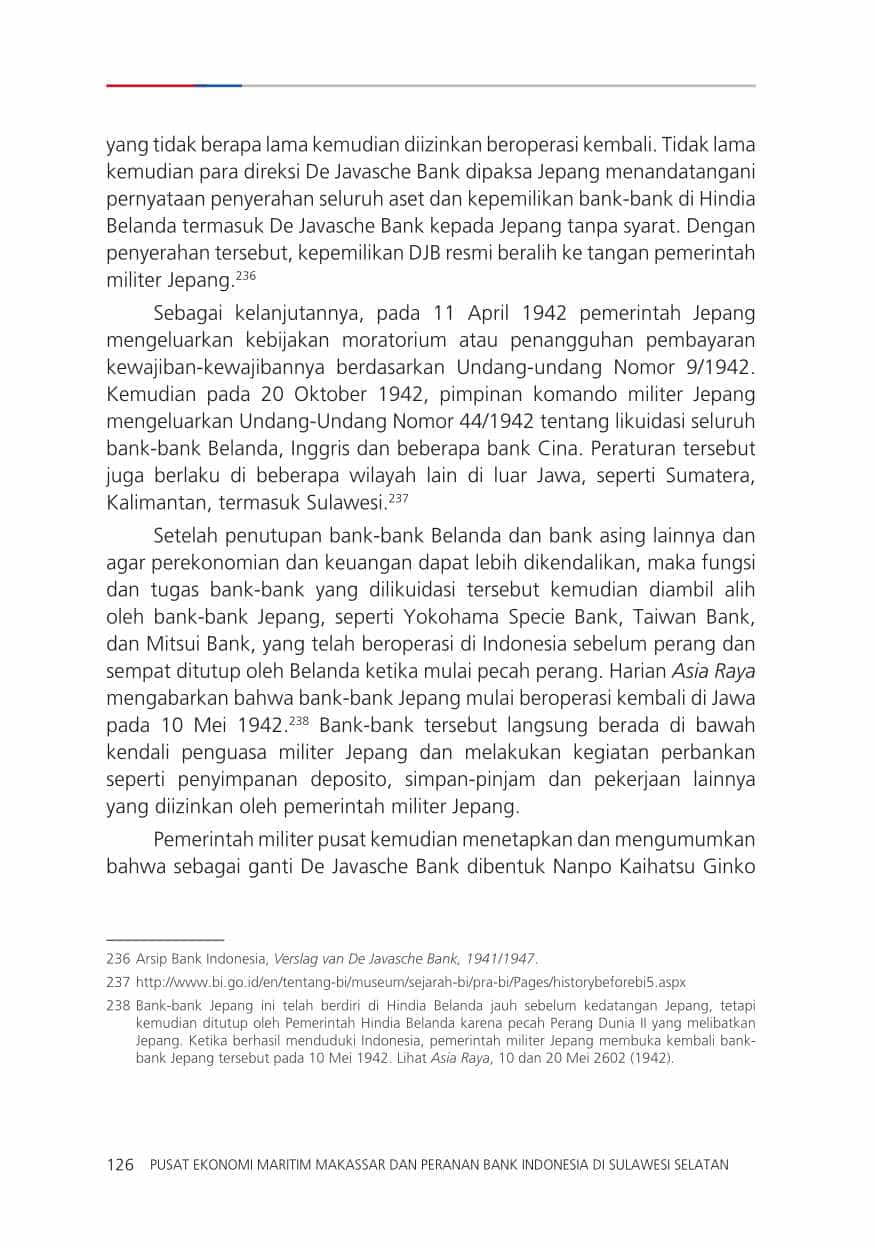 yang tidak berapa lama kemudian diizinkan beroperasi kembali. Tidak lama
kemudian para direksi De Javasche Bank dipaksa Jepang menandatangani
pernyataan penyerahan seluruh aset dan kepemilikan bank-bank di Hindia
Belanda termasuk De Javasche Bank kepada Jepang tanpa syarat. Dengan
penyerahan tersebut, kepemilikan DJB resmi beralih ke tangan pemerintah
militer Jepang.236
Sebagai kelanjutannya, pada 11 April 1942 pemerintah Jepang
mengeluarkan kebijakan moratorium atau penangguhan pembayaran
kewajiban-kewajibannya berdasarkan Undang-undang Nomor 9/1942.
Kemudian pada 20 Oktober 1942, pimpinan komando militer Jepang
mengeluarkan Undang-Undang Nomor 44/1942 tentang likuidasi seluruh
bank-bank Belanda, Inggris dan beberapa bank Cina. Peraturan tersebut
juga berlaku di beberapa wilayah lain di luar Jawa, seperti Sumatera,
Kalimantan, termasuk Sulawesi.237
Setelah penutupan bank-bank Belanda dan bank asing lainnya dan
agar perekonomian dan keuangan dapat lebih dikendalikan, maka fungsi
dan tugas bank-bank yang dilikuidasi tersebut kemudian diambil alih
oleh bank-bank Jepang, seperti Yokohama Specie Bank, Taiwan Bank,
dan Mitsui Bank, yang telah beroperasi di Indonesia sebelum perang dan
sempat ditutup oleh Belanda ketika mulai pecah perang. Harian Asia Raya
mengabarkan bahwa bank-bank Jepang mulai beroperasi kembali di Jawa
pada 10 Mei 1942.238 Bank-bank tersebut langsung berada di bawah
kendali penguasa militer Jepang dan melakukan kegiatan perbankan
seperti penyimpanan deposito, simpan-pinjam dan pekerjaan lainnya
yang diizinkan oleh pemerintah militer Jepang.
Pemerintah militer pusat kemudian menetapkan dan mengumumkan
bahwa sebagai ganti De Javasche Bank dibentuk Nanpo Kaihatsu Ginko
236 Arsip Bank Indonesia, Verslag van De Javasche Bank, 1941/1947.
237 http://www.bi.go.id/en/tentang-bi/museum/sejarah-bi/pra-bi/Pages/historybeforebi5.aspx
238 Bank-bank Jepang ini telah berdiri di Hindia Belanda jauh sebelum kedatangan Jepang, tetapi
kemudian ditutup oleh Pemerintah Hindia Belanda karena pecah Perang Dunia II yang melibatkan
Jepang. Ketika berhasil menduduki Indonesia, pemerintah militer Jepang membuka kembali bank-
bank Jepang tersebut pada 10 Mei 1942. Lihat Asia Raya, 10 dan 20 Mei 2602 (1942).
126 PUSAT EKONOMI MARITIM MAKASSAR DAN PERANAN BANK INDONESIA DI SULAWESI SELATAN